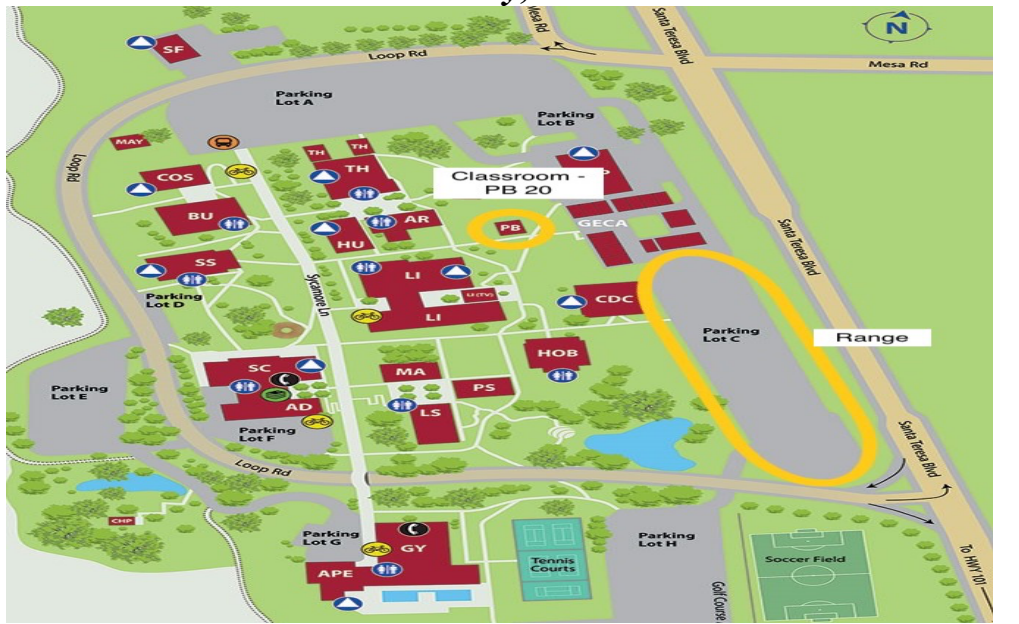 Mesa Rd
Santa Teresa Blvd
N
SF
Loop Rd
Mesa Rd
Parking
Lot A
Parking
Lot B
MAY
TH
TH
Loop Rd
COS
TH
P
Classroom -
PB 20
BU
AR
HU
PB
GECA
Santa Teresa Blvd
SS
LI
Sycamore Ln
LI (TV)
CDC
Parking
Lot D
LI
Parking
Lot C
Range
HOB
SC
MA
PS
Parking
Lot E
AD
LS
Parking
Lot F
Santa Teresa Blvd
Loop Rd
CHP
Parking
Lot G
GY
Parking
Lot H
Tennis
Courts
Soccer Field
To HWY 101
APE
Golf Course